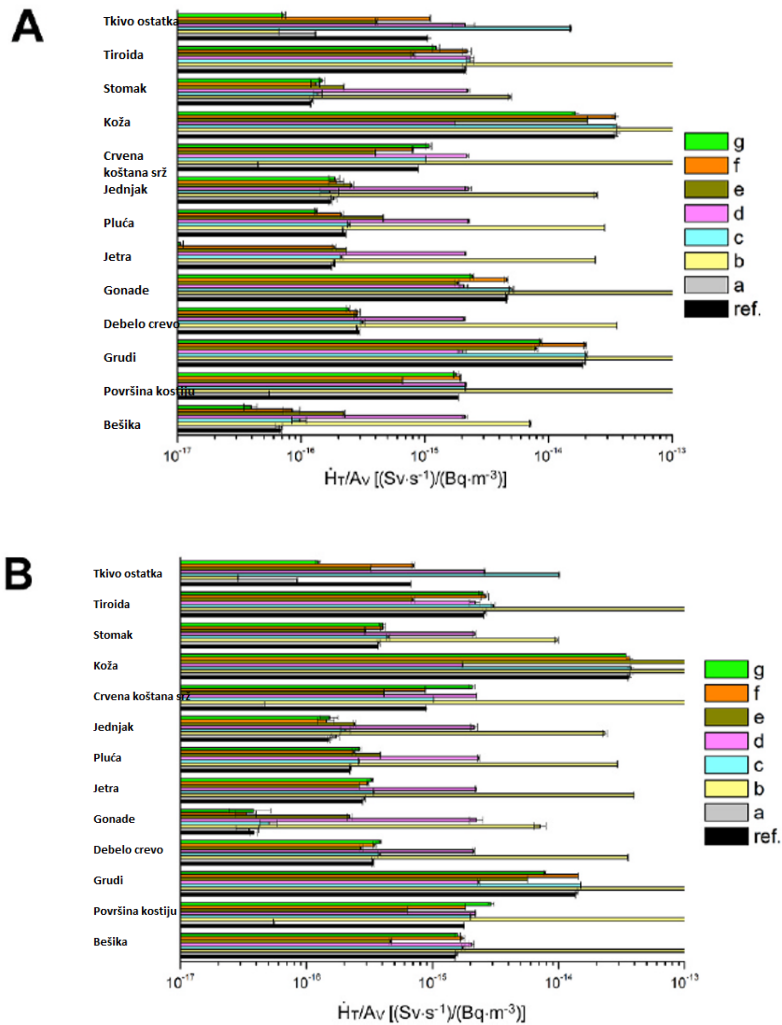 A
Tkivo ostatka
Tiroida
Stomak
Koža
Crvena
koštana srž
Jednjak
Pluća
Jetra
Gonade
Debelo crevo
Grudi
Površina kostiju
Bešika
10⁻¹⁷ 10⁻¹⁶ 10⁻¹⁵ 10⁻¹⁴ 10⁻¹³
ḢT/AV [(Sv·s⁻¹)/(Bq·m⁻³)]
g
f
e
d
c
b
a
ref.
B
Tkivo ostatka
Tiroida
Stomak
Koža
Crvena koštana srž
Jednjak
Pluća
Jetra
Gonade
Debelo crevo
Grudi
Površina kostiju
Bešika
10⁻¹⁷ 10⁻¹⁶ 10⁻¹⁵ 10⁻¹⁴ 10⁻¹³
ḢT/AV [(Sv·s⁻¹)/(Bq·m⁻³)]
g
f
e
d
c
b
a
ref.